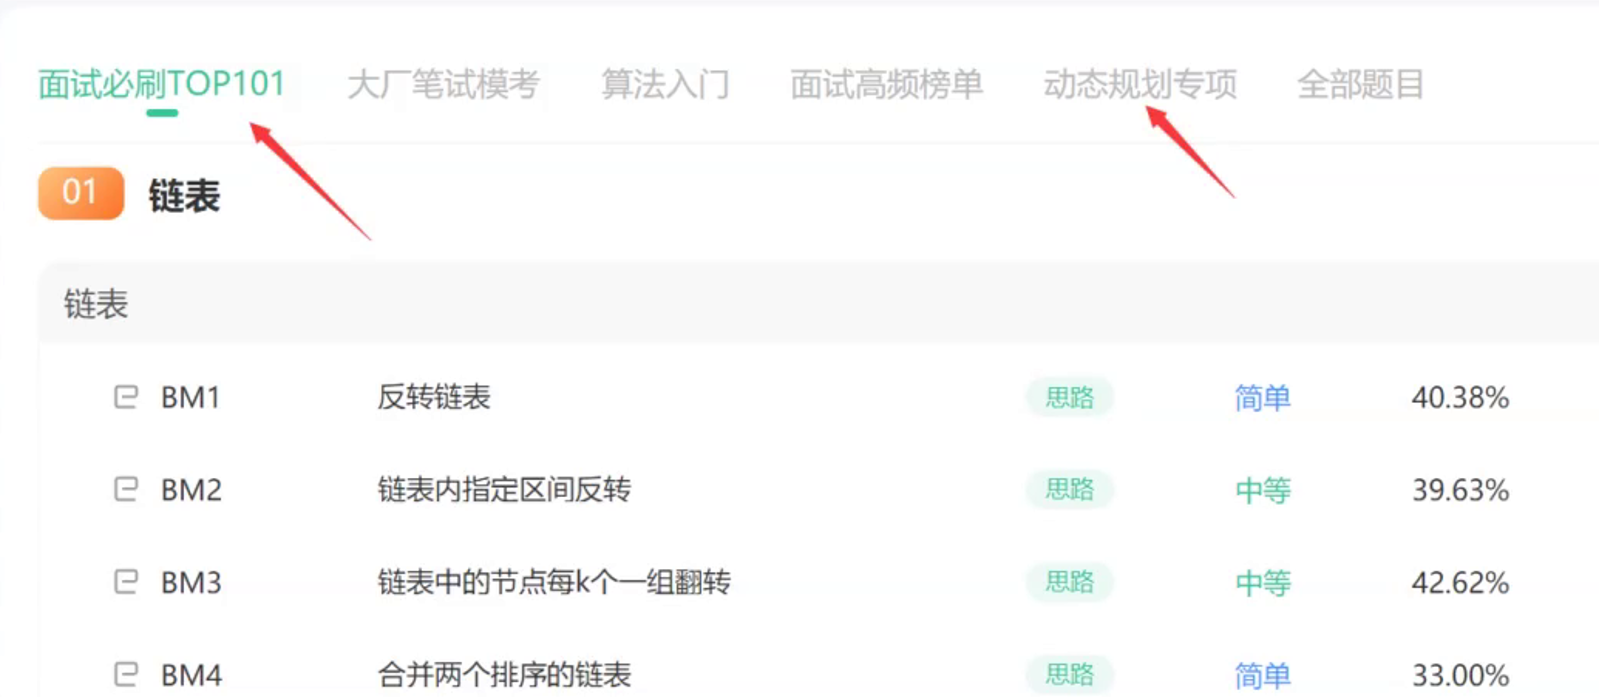 面试必刷TOP101 大厂笔试模考 算法入门 面试高频榜单 动态规划专项 全部题目
01 链表
链表
BM1 反转链表 思路 简单 40.38%
BM2 链表内指定区间反转 思路 中等 39.63%
BM3 链表中的节点每k个一组翻转 思路 中等 42.62%
BM4 合并两个排序的链表 思路 简单 33.00%